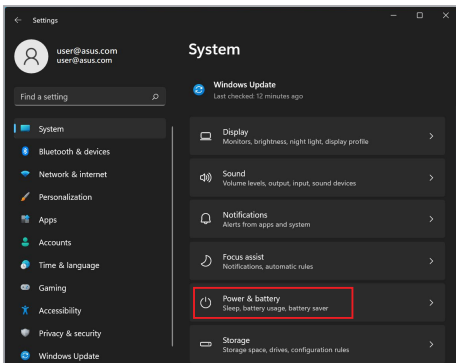 Settings
user@asus.com
user@asus.com
Find a setting
System
Bluetooth & devices
Network & internet
Personalization
Apps
Accounts
Time & language
Gaming
Accessibility
Privacy & security
Windows Update
System
Windows Update
Last checked: 12 minutes ago
Display
Monitors, brightness, night light, display profile
Sound
Volume levels, output, input, sound devices
Notifications
Alerts from apps and system
Focus assist
Notifications, automatic rules
Power & battery
Sleep, battery usage, battery saver
Storage
Storage space, drives, configuration rules